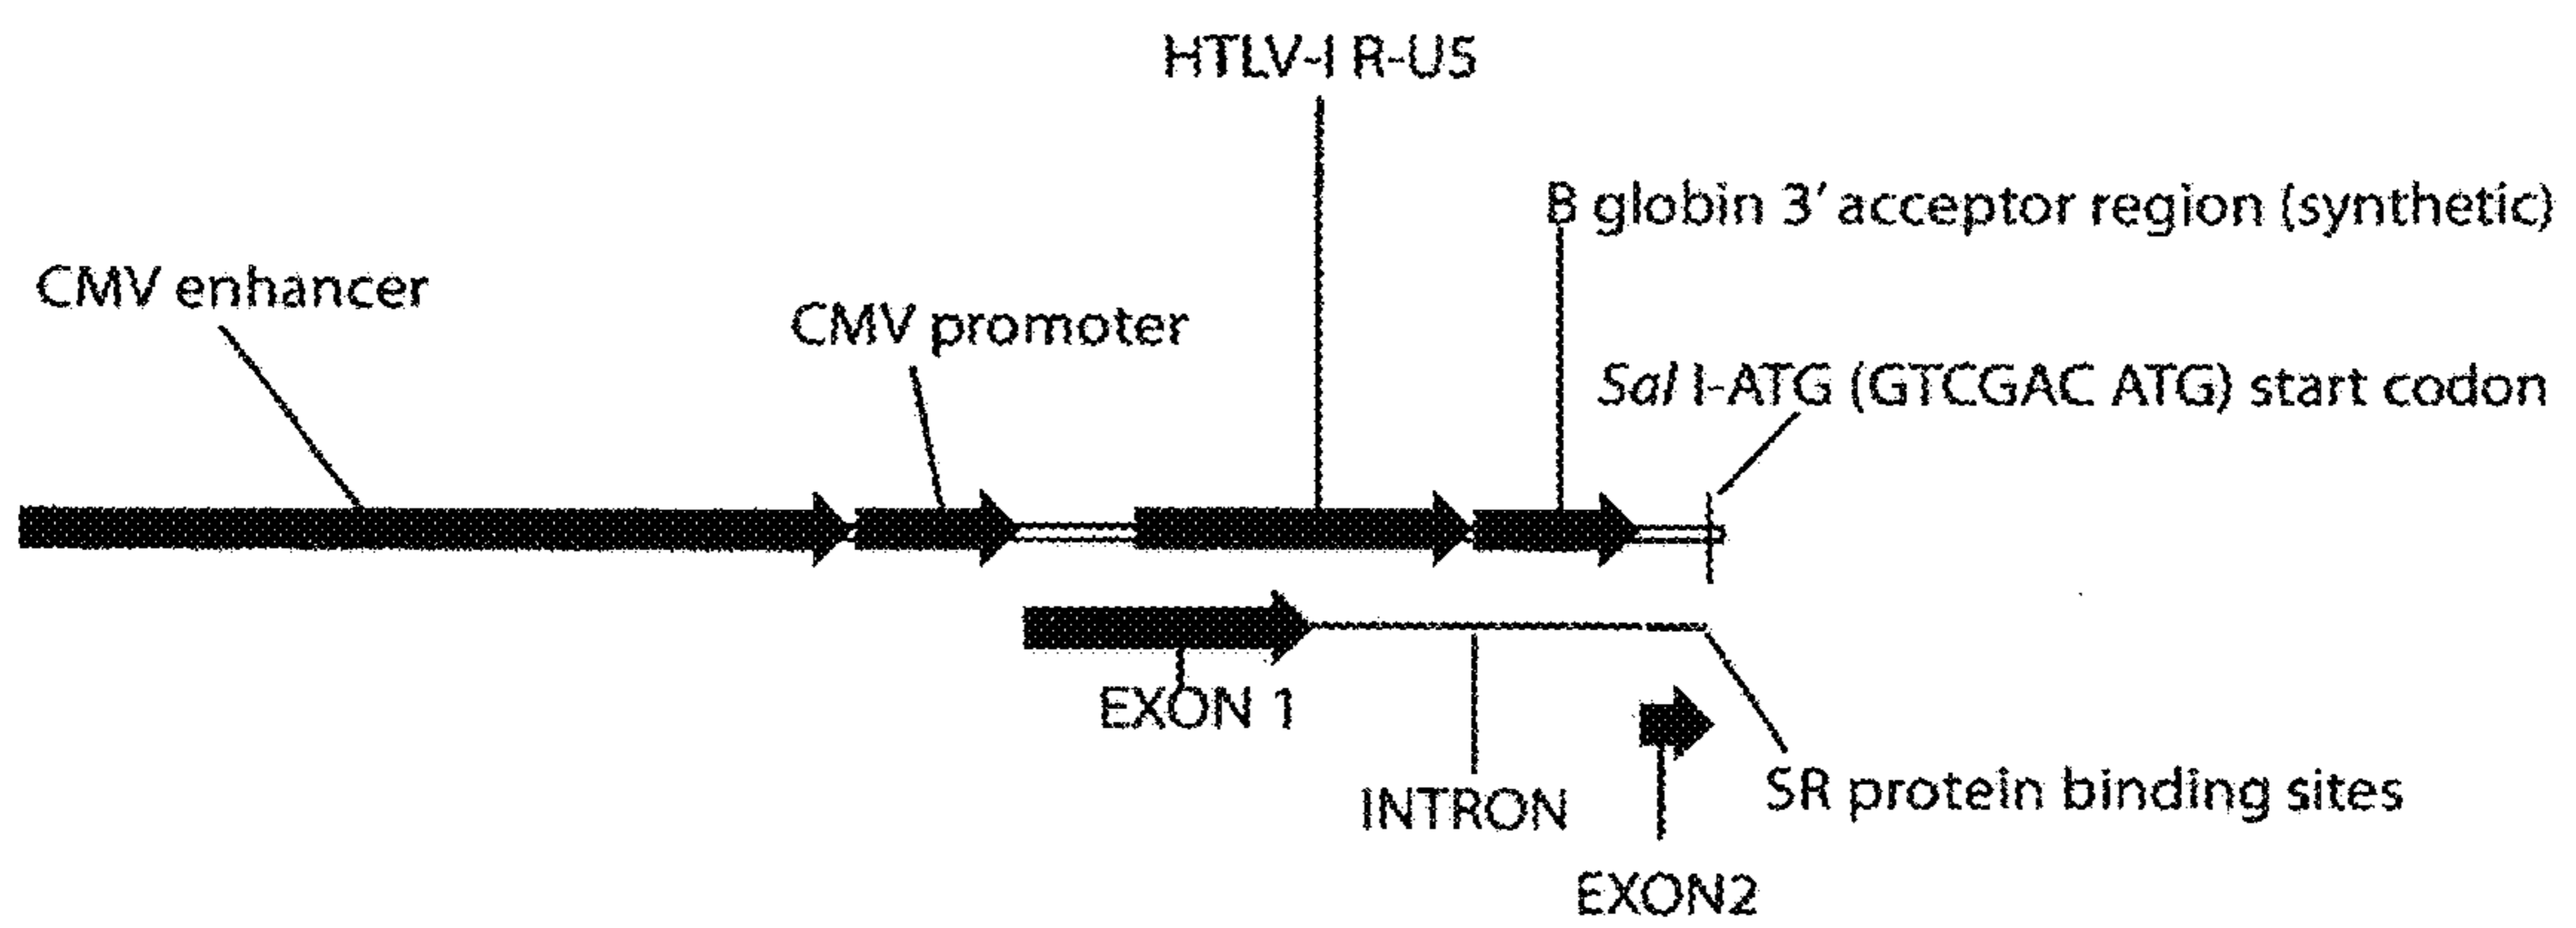 HTLV-I R-U5
B globin 3' acceptor region (synthetic)
CMV enhancer
CMV promoter
Sal I-ATG (GTCGAC ATG) start codon
EXON 1
INTRON
SR protein binding sites
EXON2